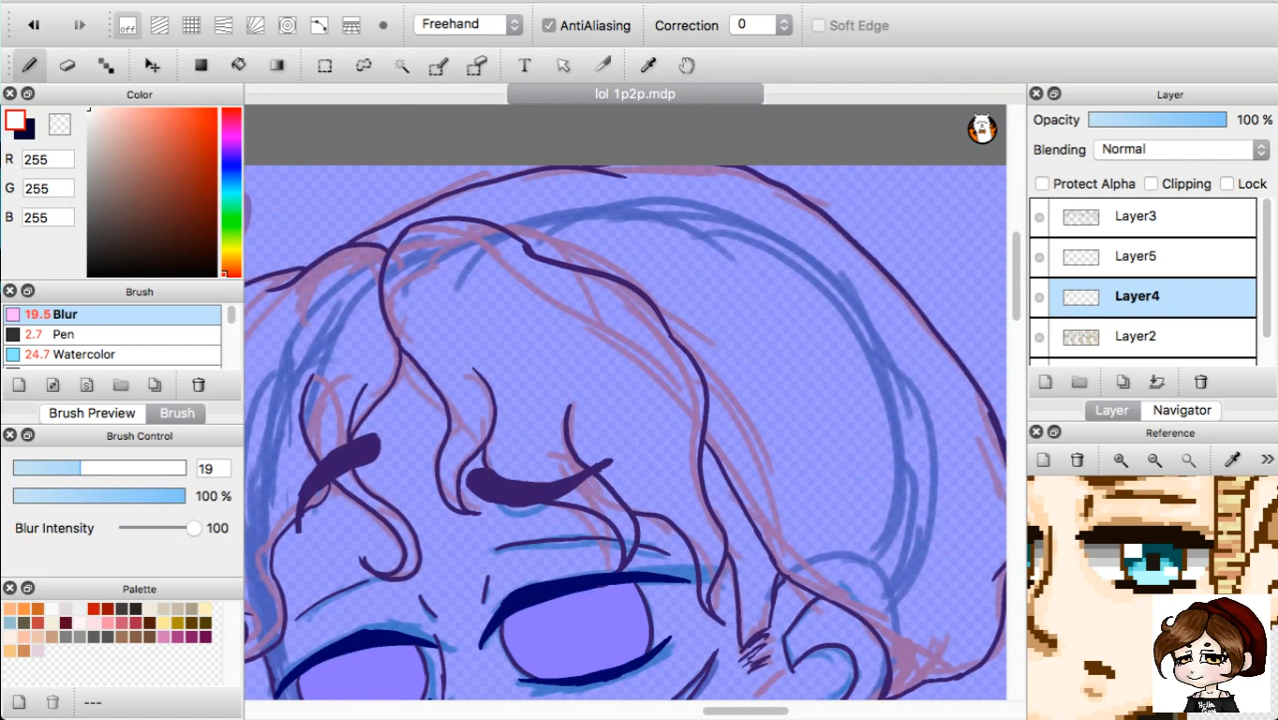 off
Freehand
AntiAliasing
Correction
0
Soft Edge
T
Color
lol 1p2p.mdp
Layer
R 255
G 255
B 255
Opacity 100 %
Blending Normal
Protect Alpha
Clipping
Lock
Layer3
Layer5
Layer4
Layer2
Brush
19.5 Blur
2.7 Pen
24.7 Watercolor
S
Brush Preview
Brush
Layer
Navigator
Brush Control
Reference
19
100 %
Blur Intensity 100
Palette
---